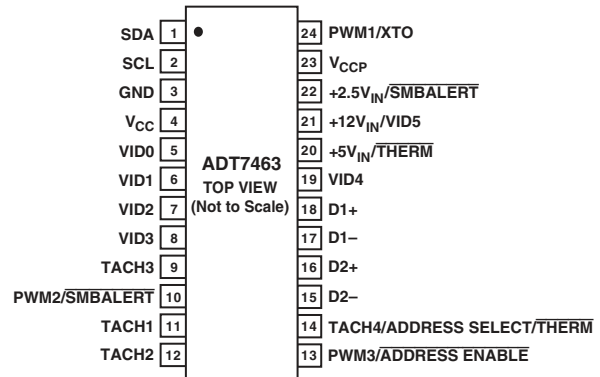 SDA 1
24 PWM1/XTO
SCL 2
23 VCCP
GND 3
22 +2.5VIN/SMBALERT
VCC 4
21 +12VIN/VID5
VID0 5
20 +5VIN/THERM
VID1 6
19 VID4
VID2 7
18 D1+
VID3 8
17 D1–
TACH3 9
16 D2+
PWM2/SMBALERT 10
15 D2–
TACH1 11
14 TACH4/ADDRESS SELECT/THERM
TACH2 12
13 PWM3/ADDRESS ENABLE
ADT7463
TOP VIEW
(Not to Scale)